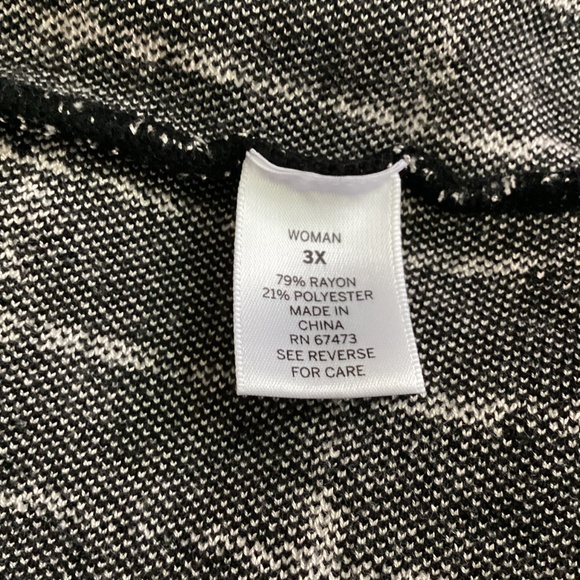 WOMAN
3X
79% RAYON
21% POLYESTER
MADE IN
CHINA
RN 67473
SEE REVERSE
FOR CARE